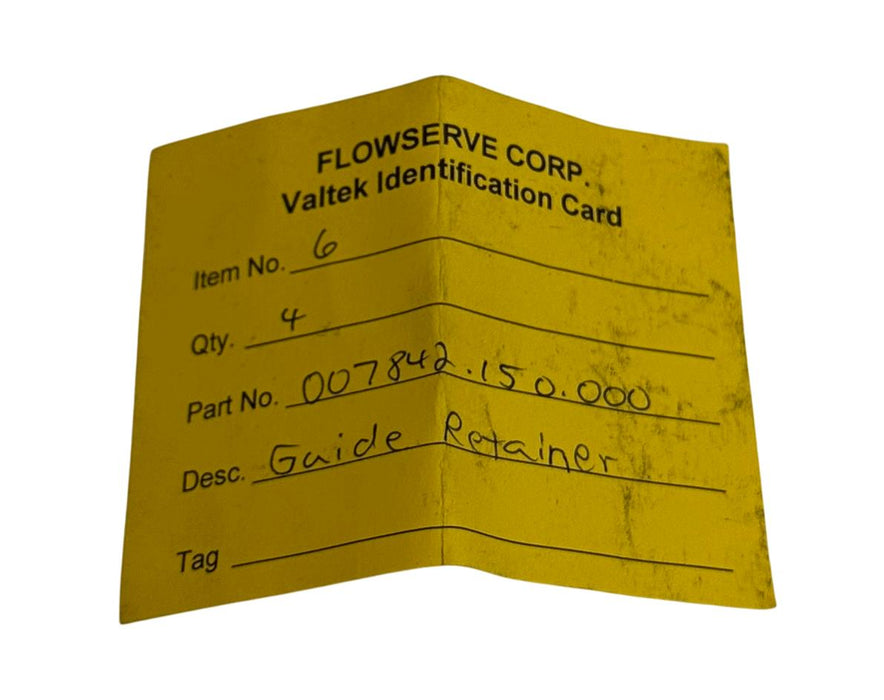 FLOWSERVE CORP.
Valtek Identification Card
Item No. 6
Qty. 4
Part No. 007842.150.000
Desc. Guide Retainer
Tag